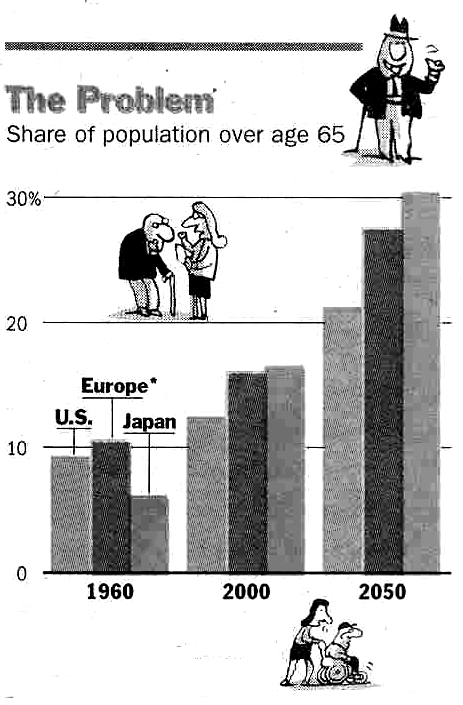 The Problem
Share of population over age 65
30%
20
Europe*
U.S.
Japan
10
0
1960
2000
2050